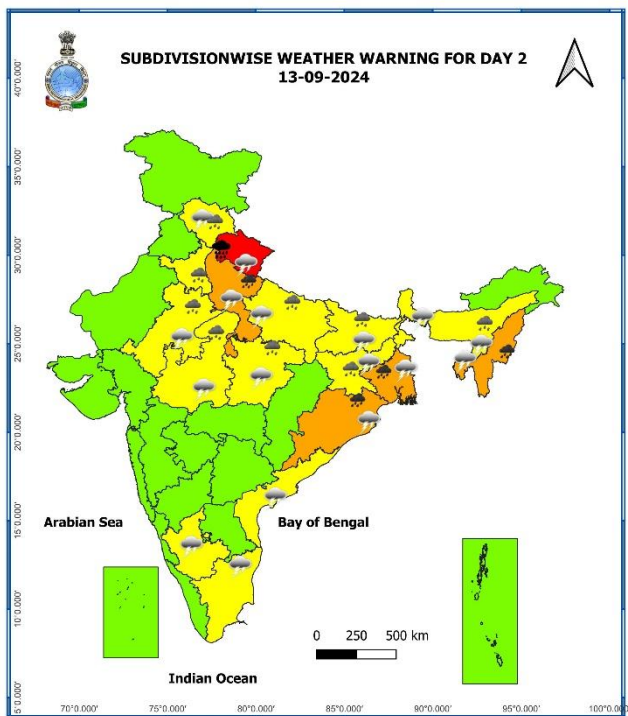 SUBDIVISIONWISE WEATHER WARNING FOR DAY 2
13-09-2024
40°0.000'
35°0.000'
30°0.000'
25°0.000'
20°0.000'
15°0.000'
10°0.000'
5°0.000'
Arabian Sea
Bay of Bengal
0 250 500 km
Indian Ocean
70°0.000' 75°0.000' 80°0.000' 85°0.000' 90°0.000' 95°0.000' 100°0.000'